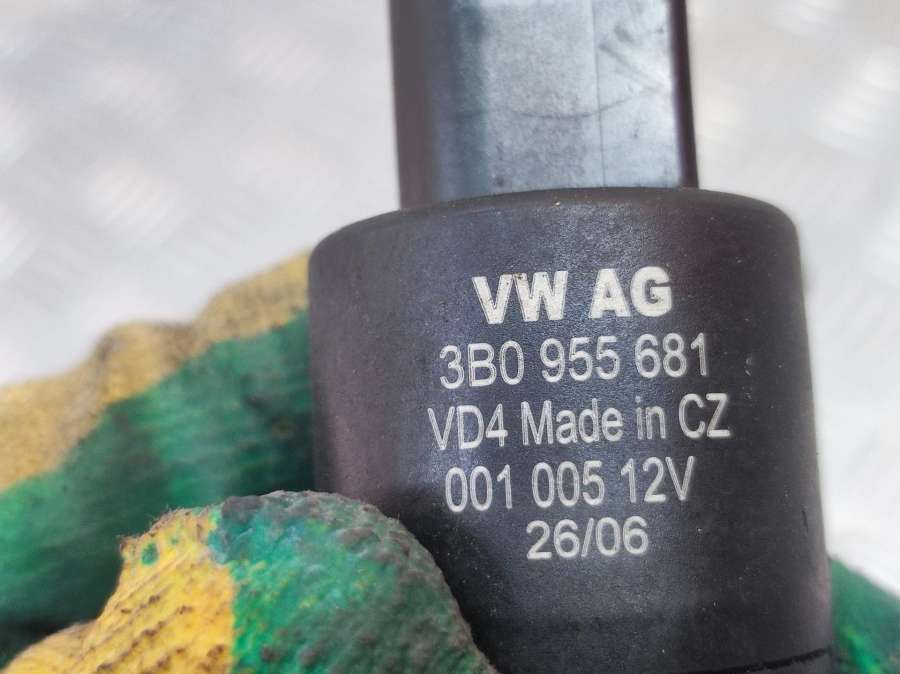 VW AG
3B0 955 681
VD4 Made in CZ
001 005 12V
26/06